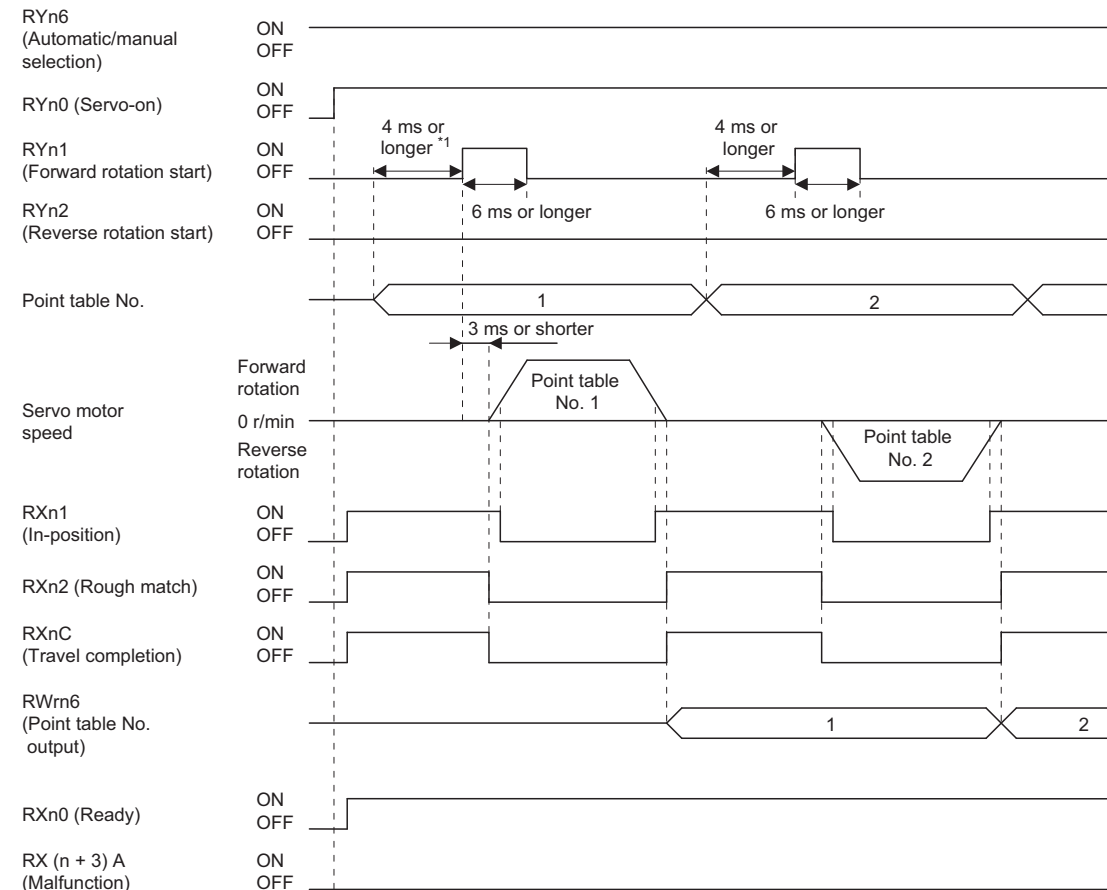 RYn6
(Automatic/manual
selection)
ON
OFF
RYn0 (Servo-on)
ON
OFF
RYn1
(Forward rotation start)
ON
OFF
4 ms or
longer *1
6 ms or longer
4 ms or
longer
6 ms or longer
RYn2
(Reverse rotation start)
ON
OFF
Point table No.
1
2
3 ms or shorter
Servo motor
speed
Forward
rotation
0 r/min
Reverse
rotation
Point table
No. 1
Point table
No. 2
RXn1
(In-position)
ON
OFF
RXn2 (Rough match)
ON
OFF
RXnC
(Travel completion)
ON
OFF
RWrn6
(Point table No.
output)
1
2
RXn0 (Ready)
ON
OFF
RX (n + 3) A
(Malfunction)
ON
OFF